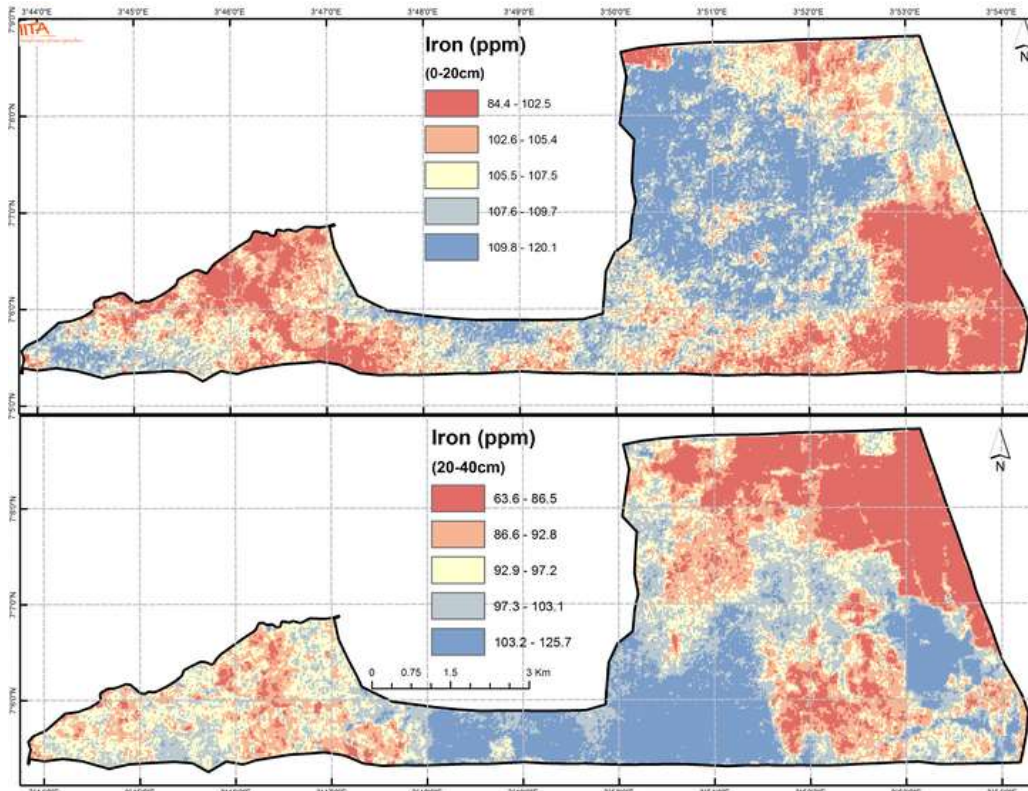 3°44'0"E 3°45'0"E 3°46'0"E 3°47'0"E 3°48'0"E 3°49'0"E 3°50'0"E 3°51'0"E 3°52'0"E 3°53'0"E 3°54'0"E
7°9'0"N
IITA
N
Iron (ppm)
(0-20cm)
84.4 - 102.5
102.6 - 105.4
105.5 - 107.5
107.6 - 109.7
109.8 - 120.1
7°8'0"N
7°7'0"N
7°6'0"N
7°5'0"N
Iron (ppm)
(20-40cm)
N
63.6 - 86.5
86.6 - 92.8
92.9 - 97.2
97.3 - 103.1
103.2 - 125.7
7°8'0"N
7°7'0"N
0 0.75 1.5 3 Km
7°6'0"N